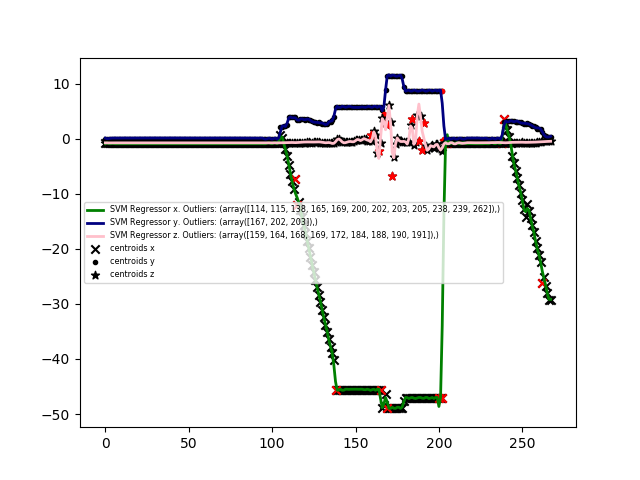 10
0
−10
−20
−30
−40
−50
SVM Regressor x. Outliers: (array([114, 115, 138, 165, 169, 200, 202, 203, 205, 238, 239, 262]),)
SVM Regressor y. Outliers: (array([167, 202, 203]),)
SVM Regressor z. Outliers: (array([159, 164, 168, 169, 172, 184, 188, 190, 191]),)
centroids x
centroids y
centroids z
0 50 100 150 200 250